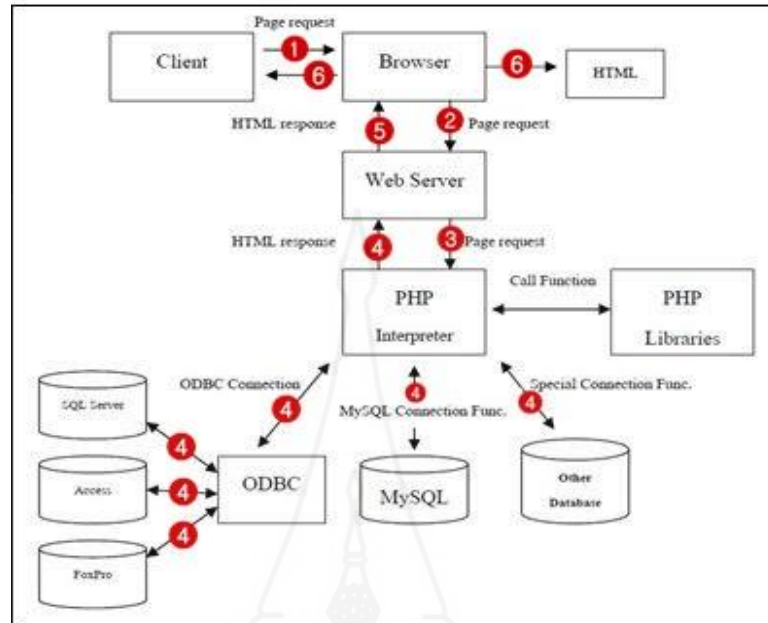 Page request
Client
1
6
Browser
6
HTML
HTML response
5
2
Page request
Web Server
HTML response
4
3
Page request
PHP
Interpreter
Call Function
PHP
Libraries
ODBC Connection
4
4
MySQL Connection Func.
Special Connection Func.
4
SQL Server
4
Access
4
FoxPro
4
ODBC
MySQL
Other
Database